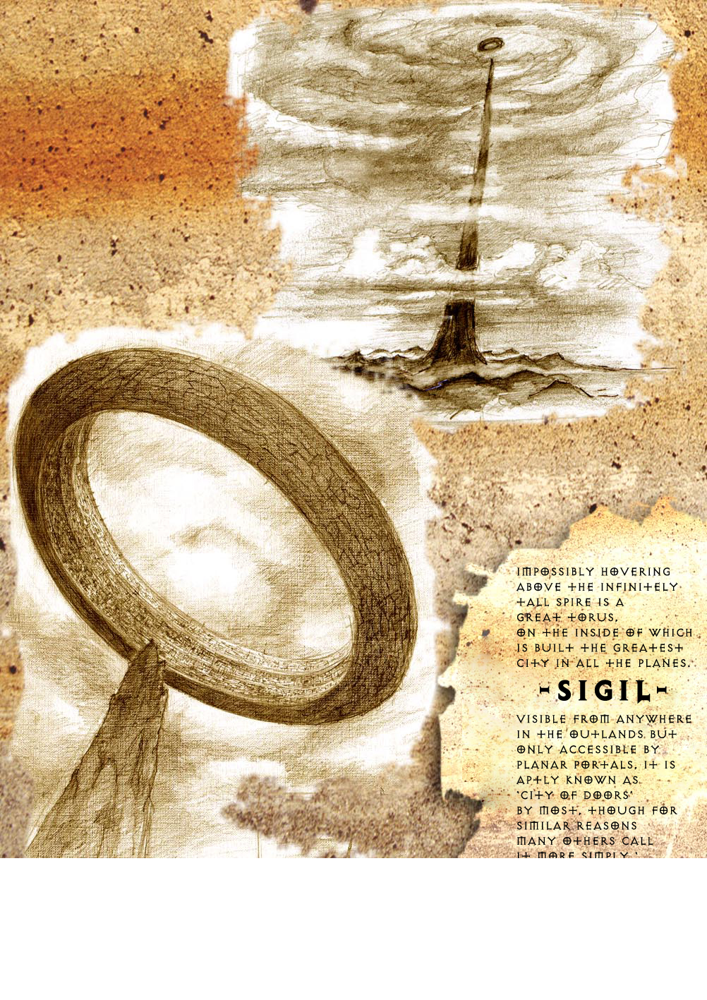 IMPOSSIBLY HOVERING
ABOVE THE INFINITELY
TALL SPIRE IS A
GREAT TORUS,
ON THE INSIDE OF WHICH
IS BUILT THE GREATEST
CITY IN ALL THE PLANES.
-SIGIL-
VISIBLE FROM ANYWHERE
IN THE OUTLANDS, BUT
ONLY ACCESSIBLE BY
PLANAR PORTALS, IT IS
APTLY KNOWN AS
'CITY OF DOORS'
BY MOST, THOUGH FOR
SIMILAR REASONS
MANY OTHERS CALL
IT MORE SIMPLY, '